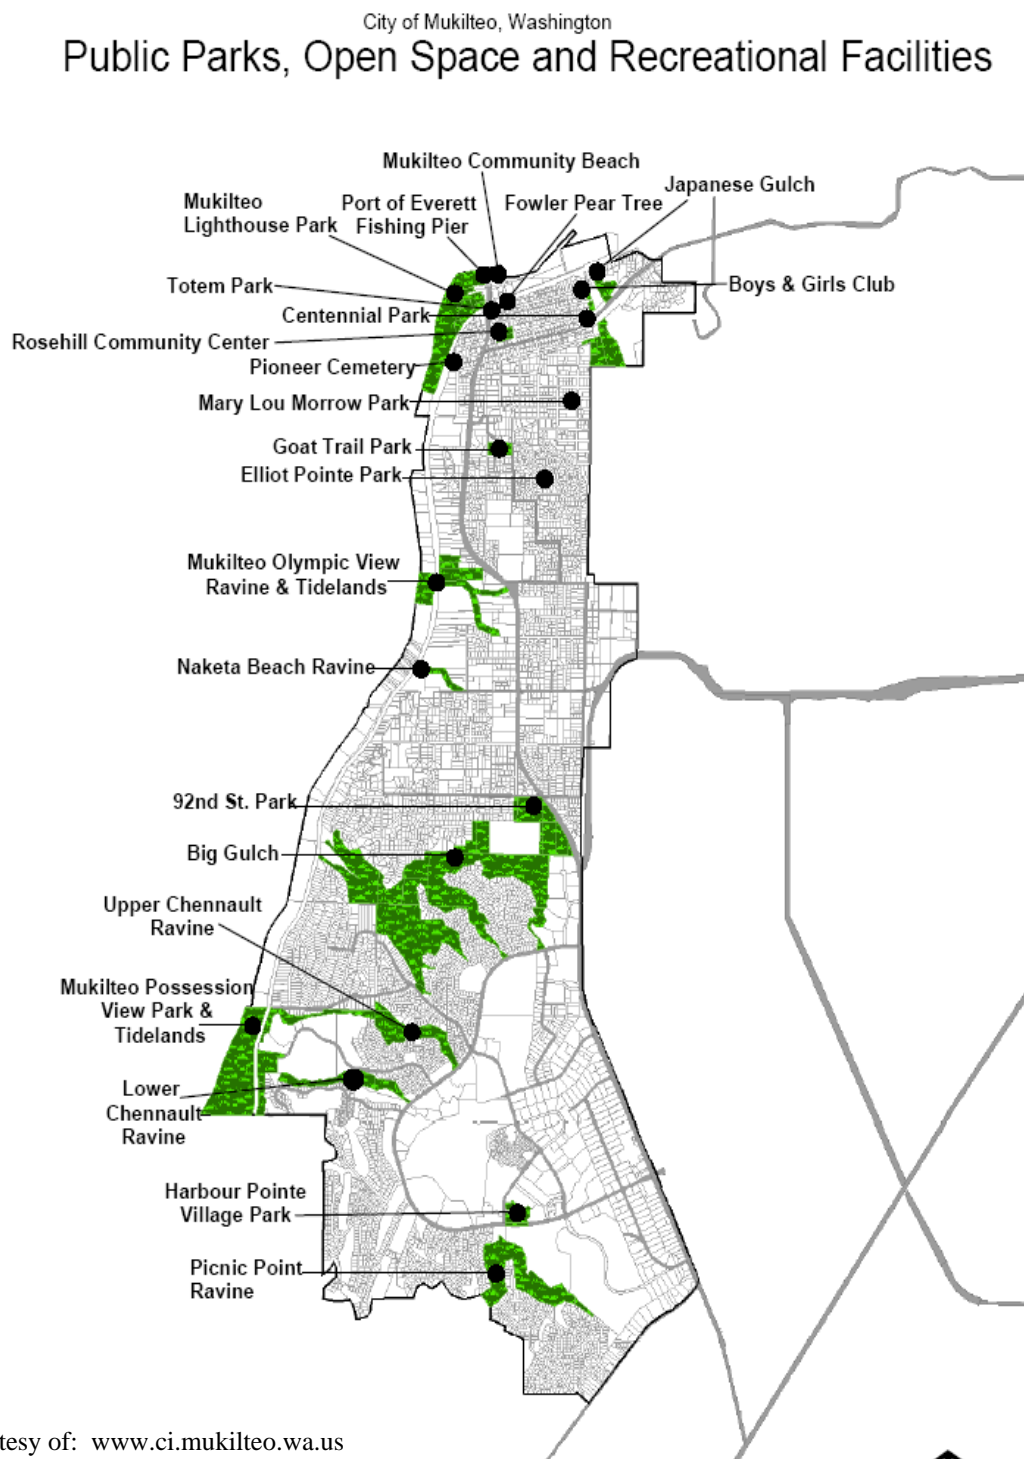 City of Mukilteo, Washington
Public Parks, Open Space and Recreational Facilities
Mukilteo Community Beach
Japanese Gulch
Mukilteo
Lighthouse Park
Port of Everett
Fishing Pier
Fowler Pear Tree
Totem Park
Boys & Girls Club
Centennial Park
Rosehill Community Center
Pioneer Cemetery
Mary Lou Morrow Park
Goat Trail Park
Elliot Pointe Park
Mukilteo Olympic View
Ravine & Tidelands
Naketa Beach Ravine
92nd St. Park
Big Gulch
Upper Chennault
Ravine
Mukilteo Possession
View Park &
Tidelands
Lower
Chennault
Ravine
Harbour Pointe
Village Park
Picnic Point
Ravine
tesy of: www.ci.mukilteo.wa.us